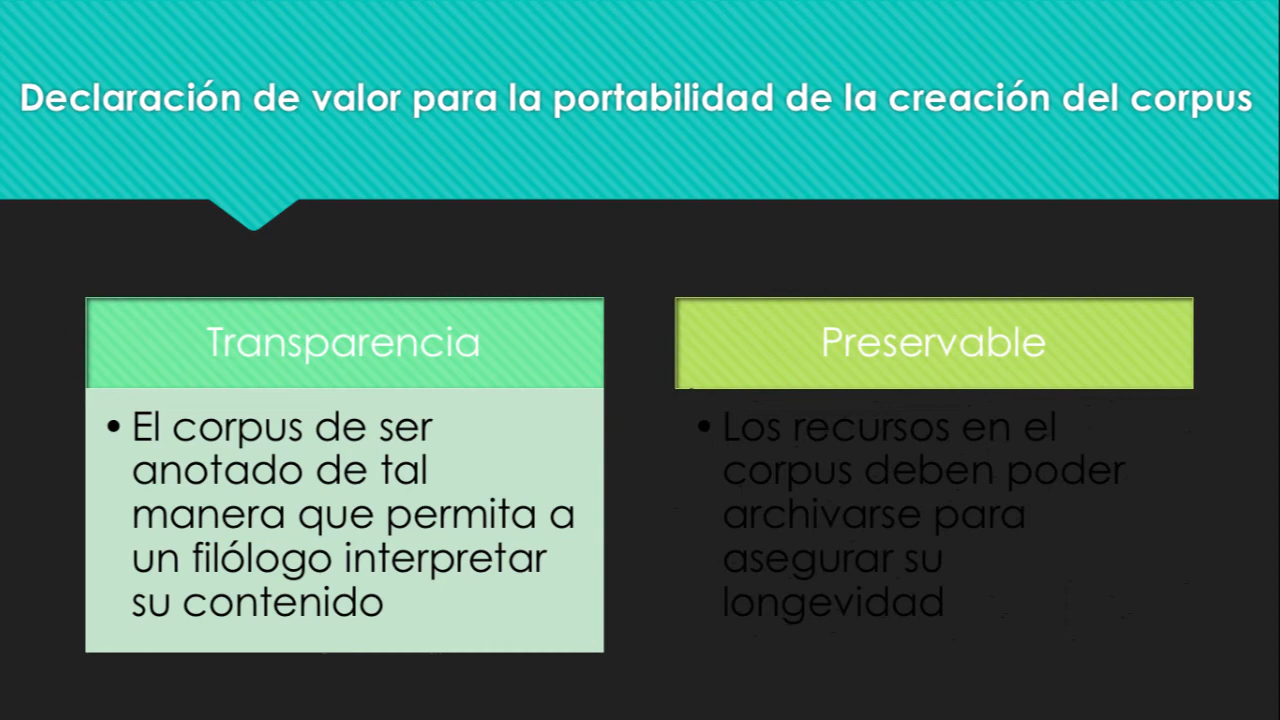 Declaración de valor para la portabilidad de la creación del corpus
Transparencia
• El corpus de ser
anotado de tal
manera que permita a
un filólogo interpretar
su contenido
Preservable
• Los recursos en el
corpus deben poder
archivarse para
asegurar su
longevidad